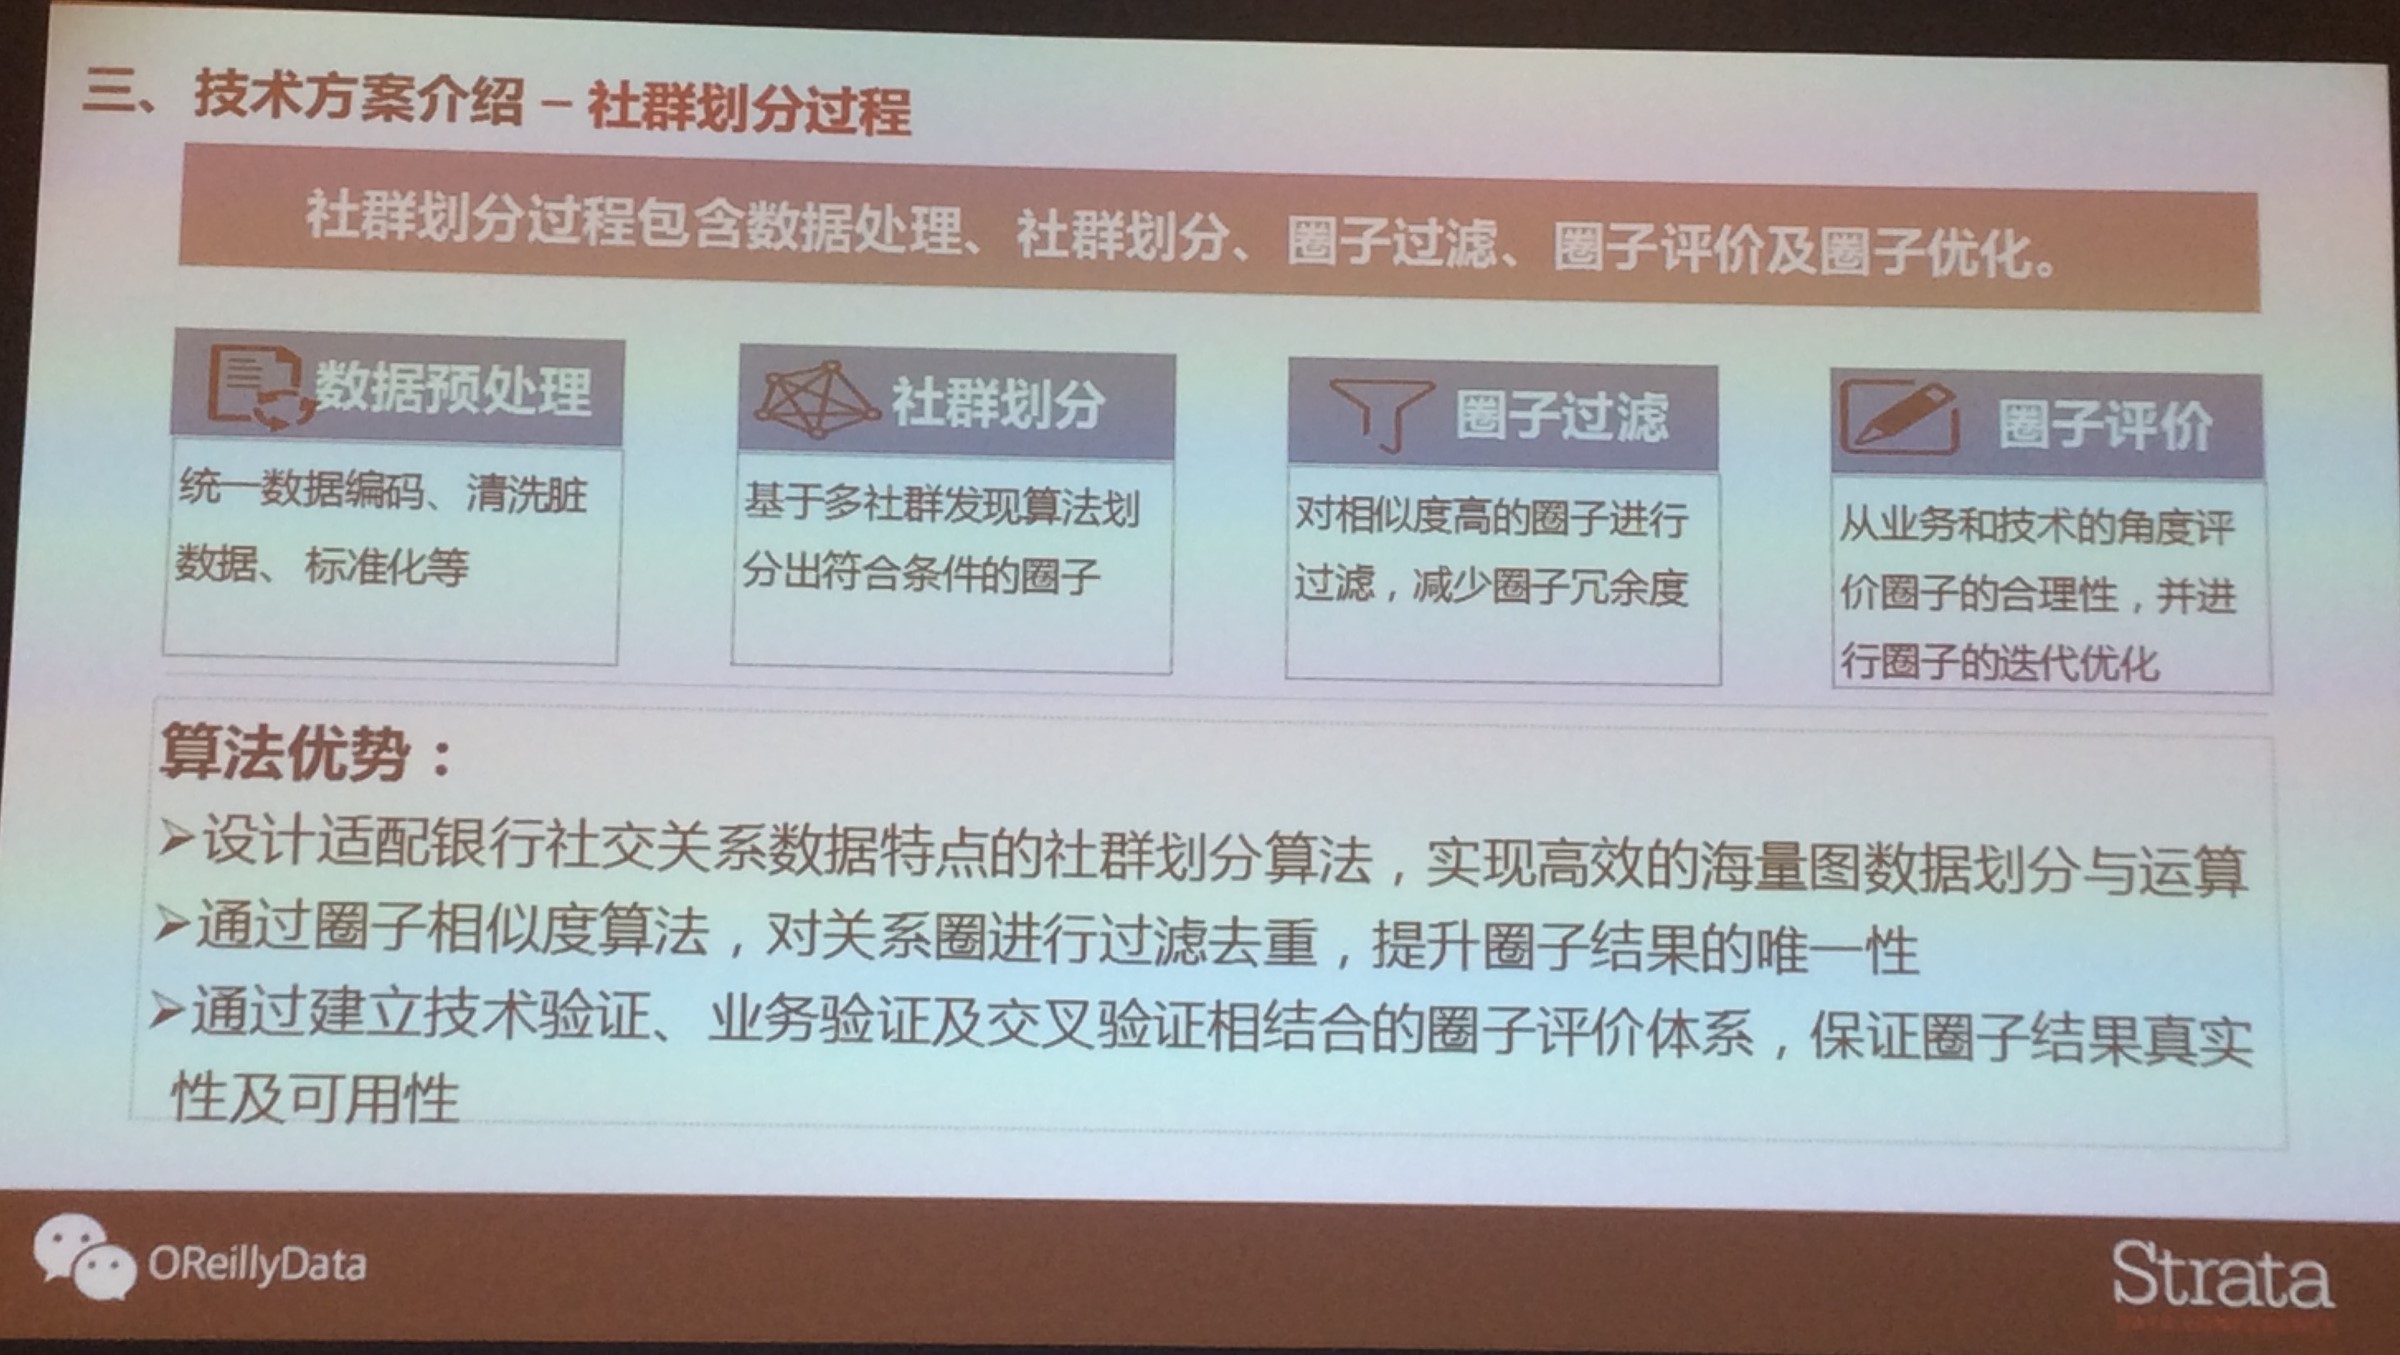 三、技术方案介绍 – 社群划分过程
社群划分过程包含数据处理、社群划分、圈子过滤、圈子评价及圈子优化。
数据预处理
统一数据编码、清洗脏
数据、标准化等
社群划分
基于多社群发现算法划
分出符合条件的圈子
圈子过滤
对相似度高的圈子进行
过滤，减少圈子冗余度
圈子评价
从业务和技术的角度评
价圈子的合理性，并进
行圈子的迭代优化
算法优势：
➢设计适配银行社交关系数据特点的社群划分算法，实现高效的海量图数据划分与运算
➢通过圈子相似度算法，对关系圈进行过滤去重，提升圈子结果的唯一性
➢通过建立技术验证、业务验证及交叉验证相结合的圈子评价体系，保证圈子结果真实
性及可用性
OReillyData
Strata